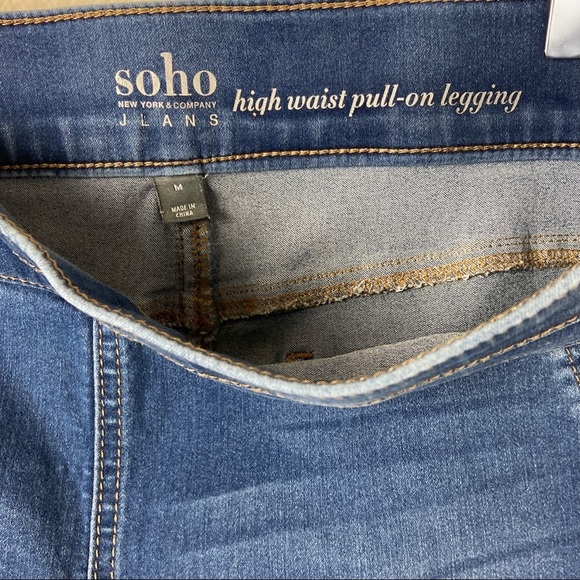 soho
NEW YORK & COMPANY
JEANS
high waist pull-on legging
M
MADE IN
CHINA